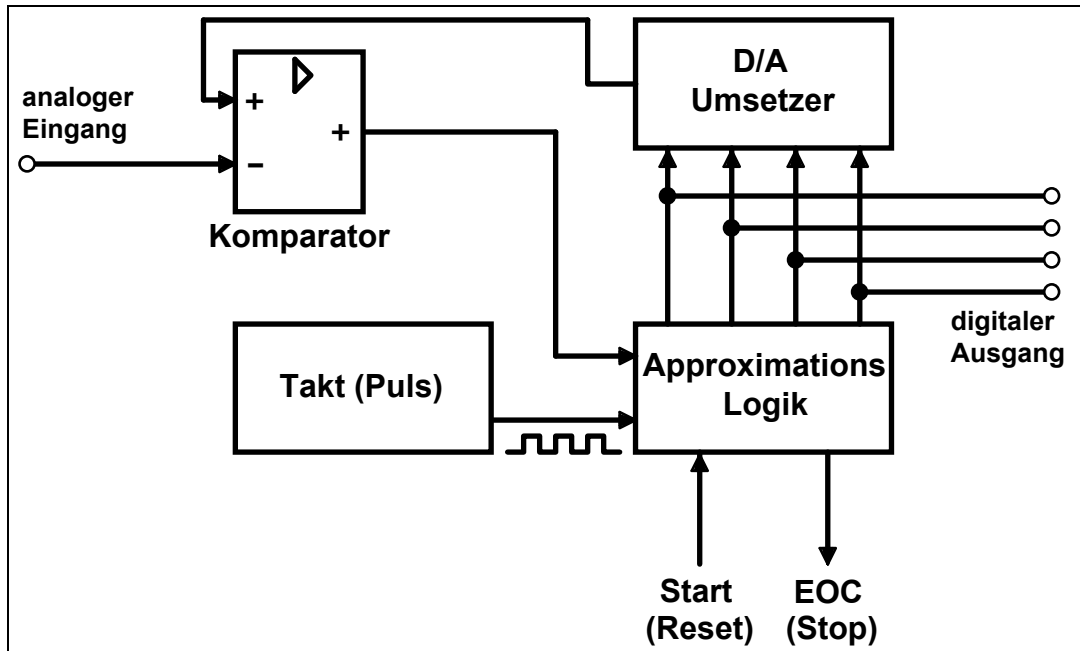 D/A
Umsetzer
analoger
Eingang
+
+
−
Komparator
digitaler
Ausgang
Takt (Puls)
Approximations
Logik
Start
(Reset)
EOC
(Stop)